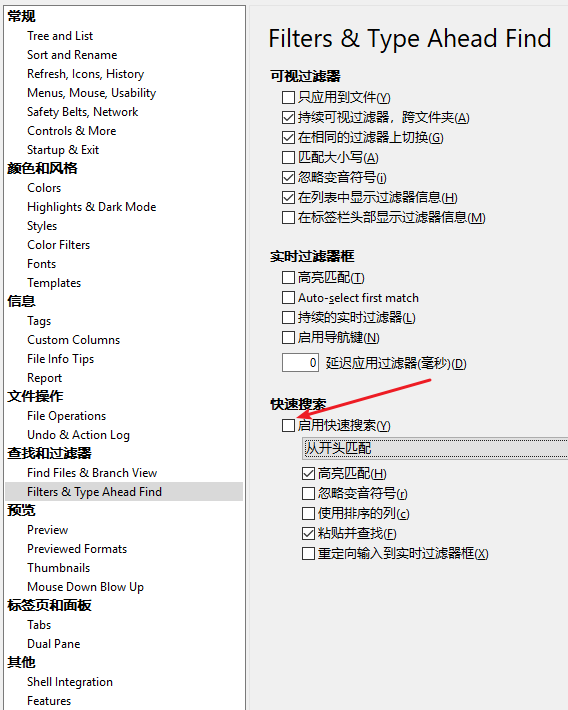 常规
Tree and List
Sort and Rename
Refresh, Icons, History
Menus, Mouse, Usability
Safety Belts, Network
Controls & More
Startup & Exit
颜色和风格
Colors
Highlights & Dark Mode
Styles
Color Filters
Fonts
Templates
信息
Tags
Custom Columns
File Info Tips
Report
文件操作
File Operations
Undo & Action Log
查找和过滤器
Find Files & Branch View
Filters & Type Ahead Find
预览
Preview
Previewed Formats
Thumbnails
Mouse Down Blow Up
标签页和面板
Tabs
Dual Pane
其他
Shell Integration
Features
Filters & Type Ahead Find
可视过滤器
只应用到文件(Y)
持续可视过滤器，跨文件夹(A)
在相同的过滤器上切换(G)
匹配大小写(A)
忽略变音符号(i)
在列表中显示过滤器信息(H)
在标签栏头部显示过滤器信息(M)
实时过滤器框
高亮匹配(T)
Auto-select first match
持续的实时过滤器(L)
启用导航键(N)
0 延迟应用过滤器(毫秒)(D)
快速搜索
启用快速搜索(Y)
从开头匹配
高亮匹配(H)
忽略变音符号(r)
使用排序的列(c)
粘贴并查找(F)
重定向输入到实时过滤器框(X)